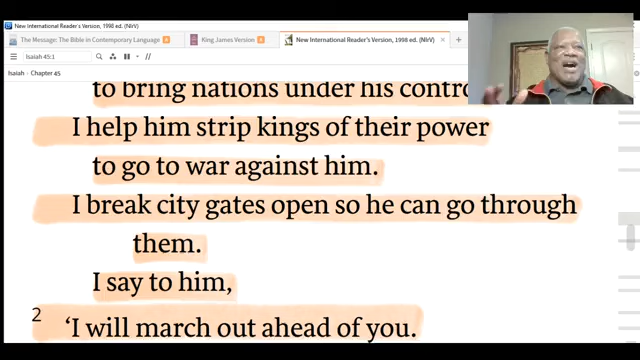 New International Reader's Version, 1998 ed. (NIrV)
The Message: The Bible in Contemporary Language
King James Version
New International Reader's Version, 1998 ed. (NIrV)
Isaiah 45:1
Isaiah › Chapter 45
to bring nations under his contro
I help him strip kings of their power
to go to war against him.
I break city gates open so he can go through
them.
I say to him,
2 ‘I will march out ahead of you.